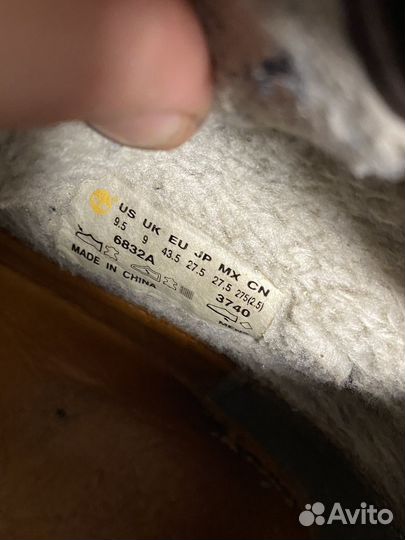 US UK EU JP MX CN
9.5 9 43.5 27.5 27.5 275(2.5)
6832A 3740
MENS
MADE IN CHINA
Avito